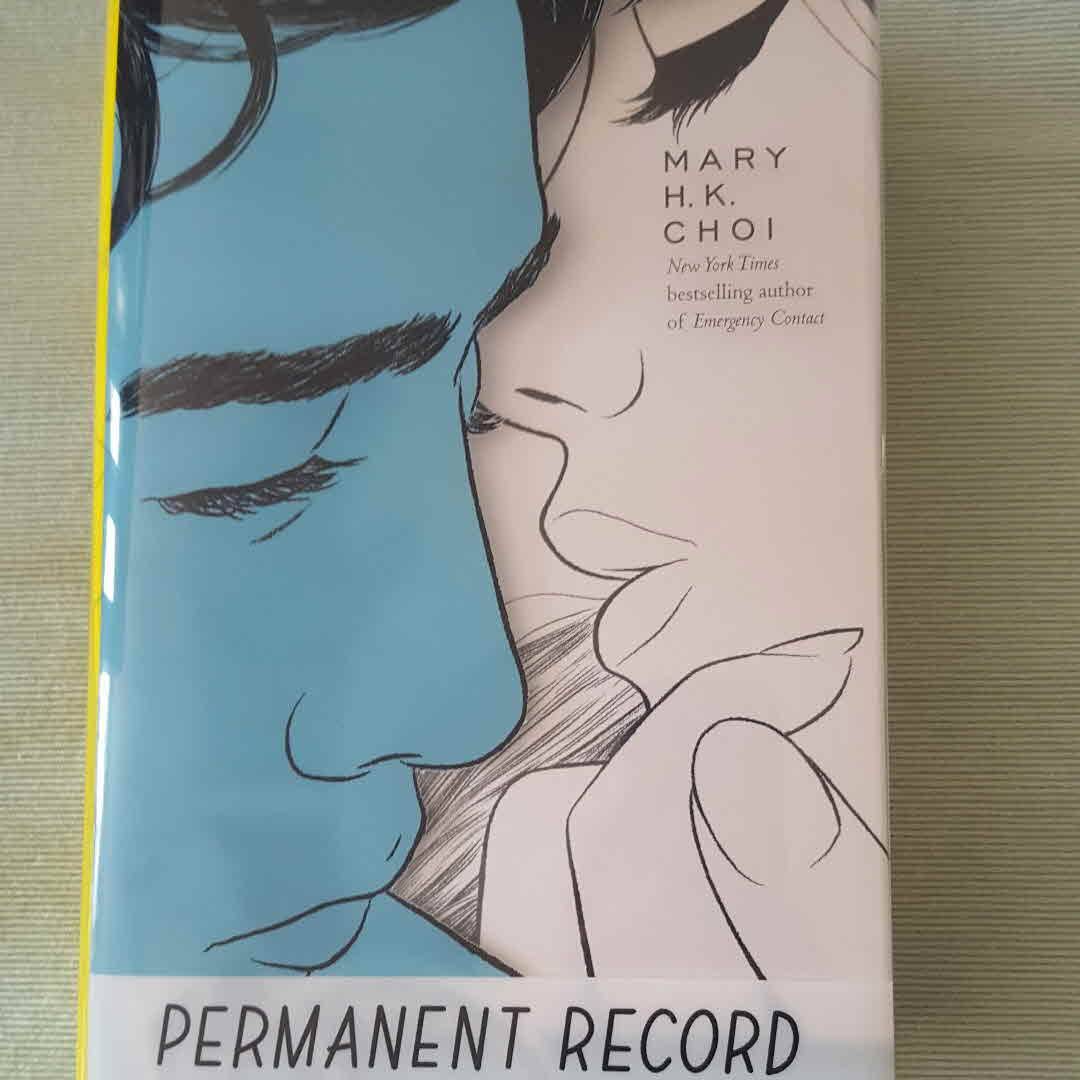 MARY
H. K.
CHOI
New York Times
bestselling author
of Emergency Contact
PERMANENT RECORD